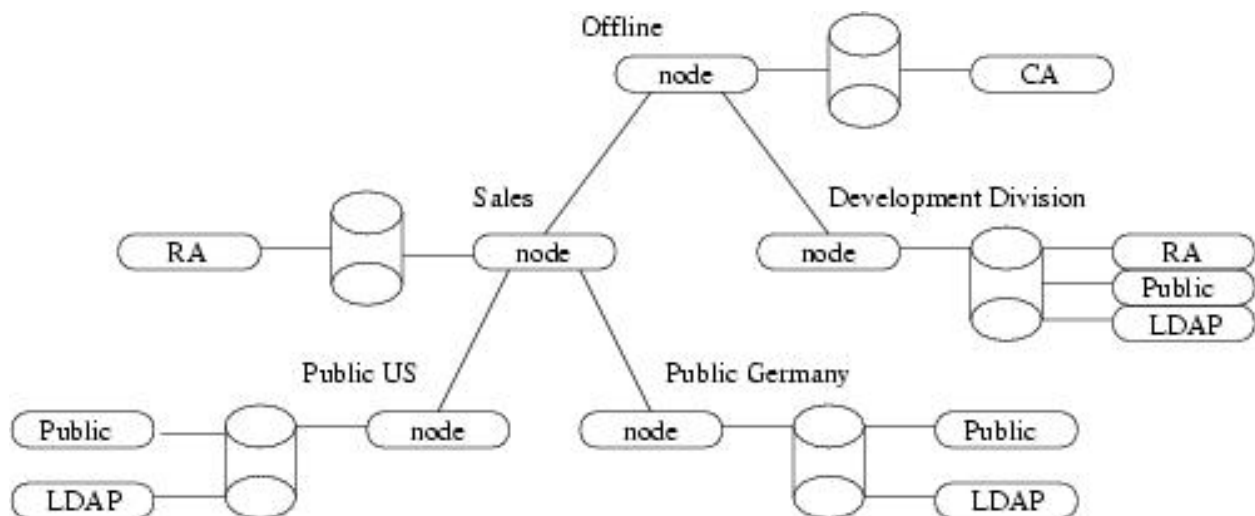 Offline
node
CA
Sales
Development Division
RA
node
node
RA
Public
LDAP
Public US
Public Germany
Public
node
node
Public
LDAP
LDAP